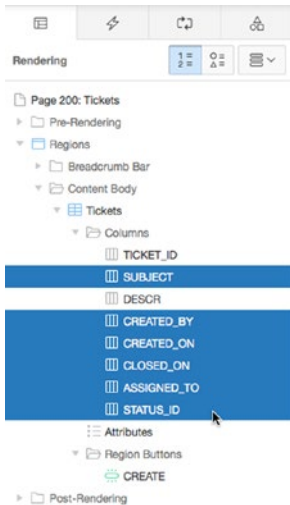 Rendering
Page 200: Tickets
Pre-Rendering
Regions
Breadcrumb Bar
Content Body
Tickets
Columns
TICKET_ID
SUBJECT
DESCR
CREATED_BY
CREATED_ON
CLOSED_ON
ASSIGNED_TO
STATUS_ID
Attributes
Region Buttons
CREATE
Post-Rendering